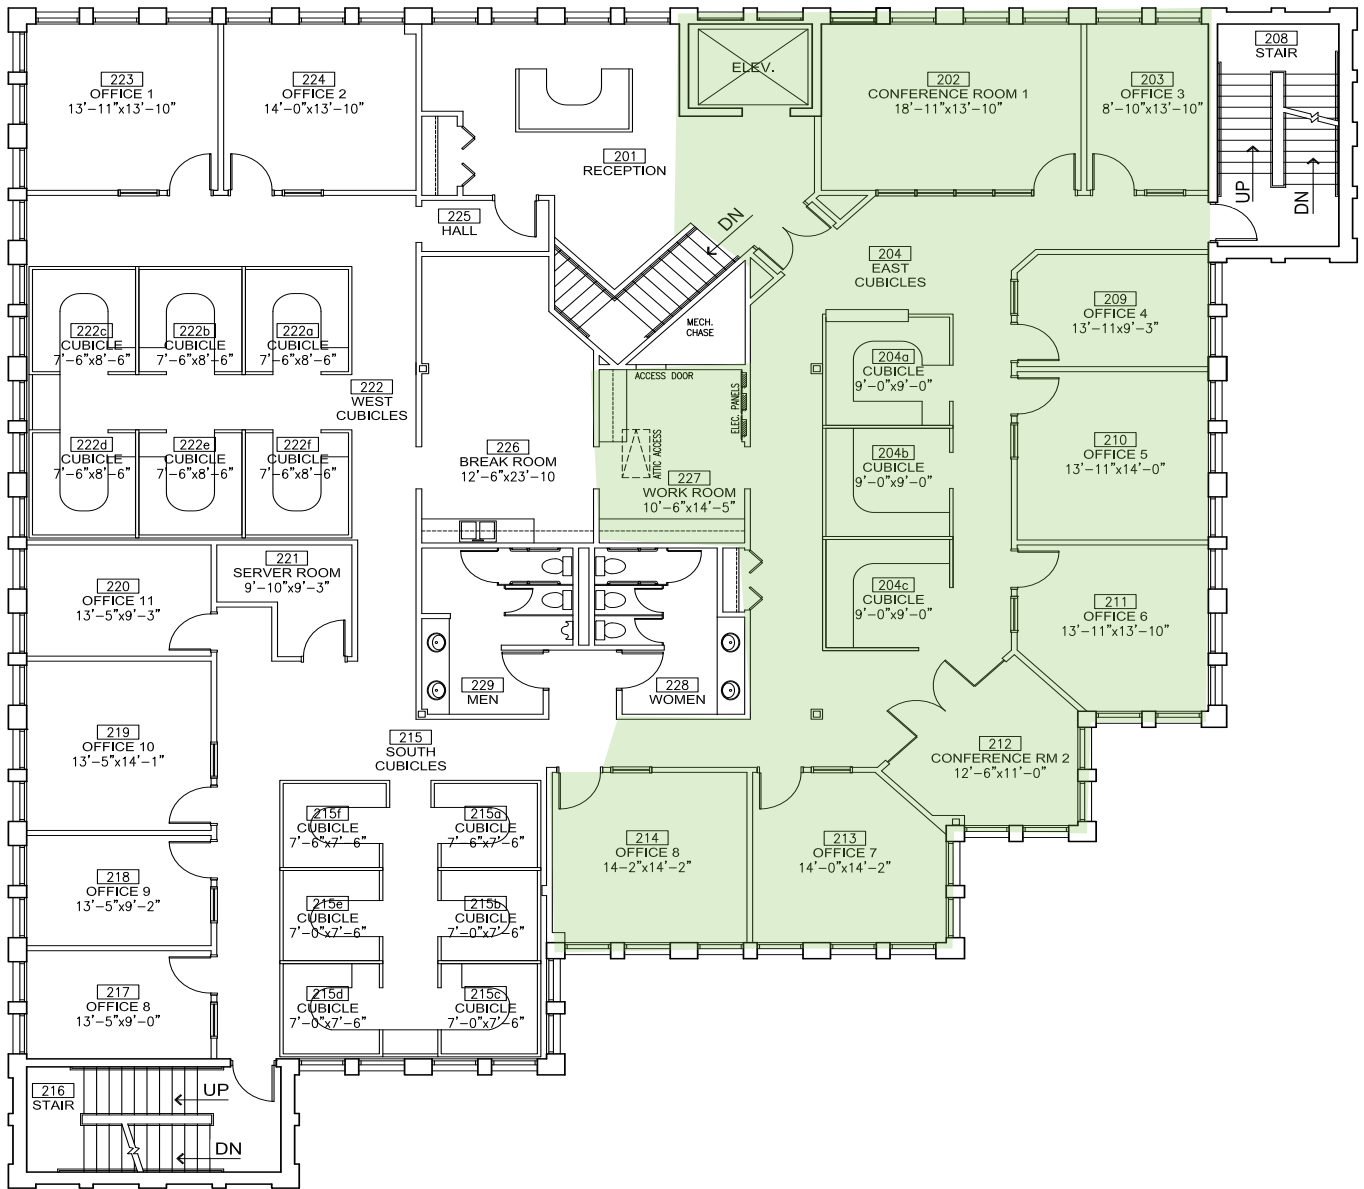 223
OFFICE 1
13'-11"x13'-10"
224
OFFICE 2
14'-0"x13'-10"
ELEV.
202
CONFERENCE ROOM 1
18'-11"x13'-10"
203
OFFICE 3
8'-10"x13'-10"
208
STAIR
UP
DN
201
RECEPTION
225
HALL
DN
204
EAST
CUBICLES
209
OFFICE 4
13'-11x9'-3"
MECH.
CHASE
222c
CUBICLE
7'-6"x8'-6"
222b
CUBICLE
7'-6"x8'-6"
222a
CUBICLE
7'-6"x8'-6"
222
WEST
CUBICLES
ACCESS DOOR
ELEC. PANELS
204a
CUBICLE
9'-0"x9'-0"
222d
CUBICLE
7'-6"x8'-6"
222e
CUBICLE
7'-6"x8'-6"
222f
CUBICLE
7'-6"x8'-6"
226
BREAK ROOM
12'-6"x23'-10
ATTIC ACCESS
227
WORK ROOM
10'-6"x14'-5"
204b
CUBICLE
9'-0"x9'-0"
210
OFFICE 5
13'-11"x14'-0"
220
OFFICE 11
13'-5"x9'-3"
221
SERVER ROOM
9'-10"x9'-3"
204c
CUBICLE
9'-0"x9'-0"
211
OFFICE 6
13'-11"x13'-10"
229
MEN
228
WOMEN
219
OFFICE 10
13'-5"x14'-1"
215
SOUTH
CUBICLES
212
CONFERENCE RM 2
12'-6"x11'-0"
215f
CUBICLE
7'-6"x7'-6"
215a
CUBICLE
7'-6"x7'-6"
214
OFFICE 8
14-2"x14'-2"
213
OFFICE 7
14'-0"x14'-2"
218
OFFICE 9
13'-5"x9'-2"
215e
CUBICLE
7'-0"x7'-6"
215b
CUBICLE
7'-0"x7'-6"
217
OFFICE 8
13'-5"x9'-0"
215d
CUBICLE
7'-0"x7'-6"
215c
CUBICLE
7'-0"x7'-6"
216
STAIR
UP
DN